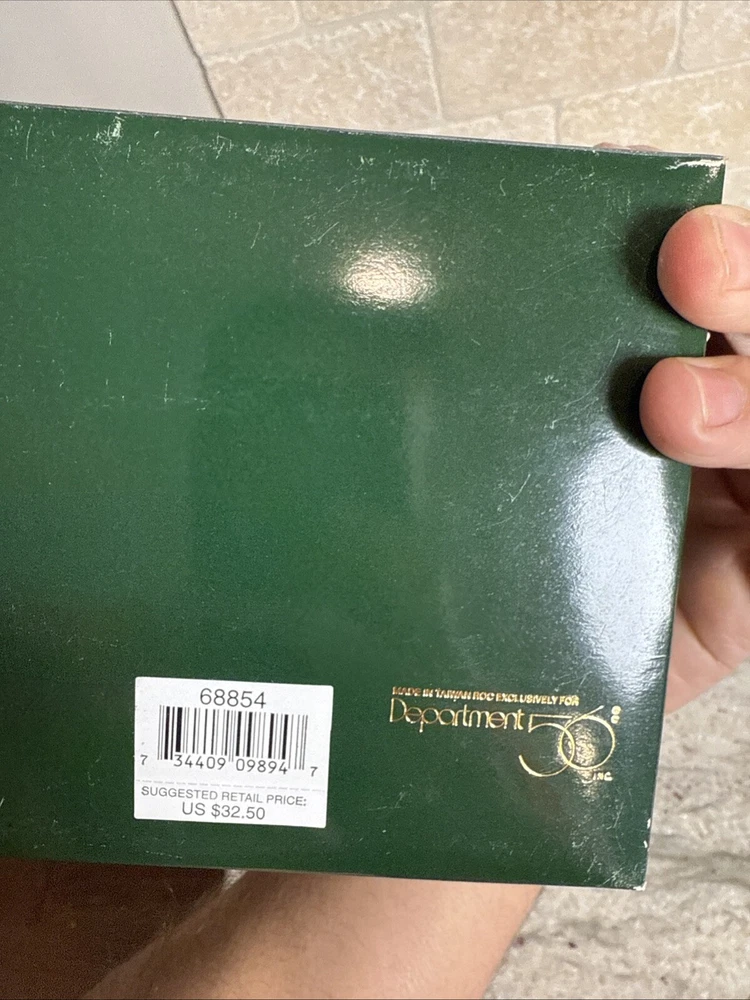 68854
7 34409 09894 7
SUGGESTED RETAIL PRICE:
US $32.50
MADE IN TAIWAN ROC EXCLUSIVELY FOR
Department 56 ®
INC.